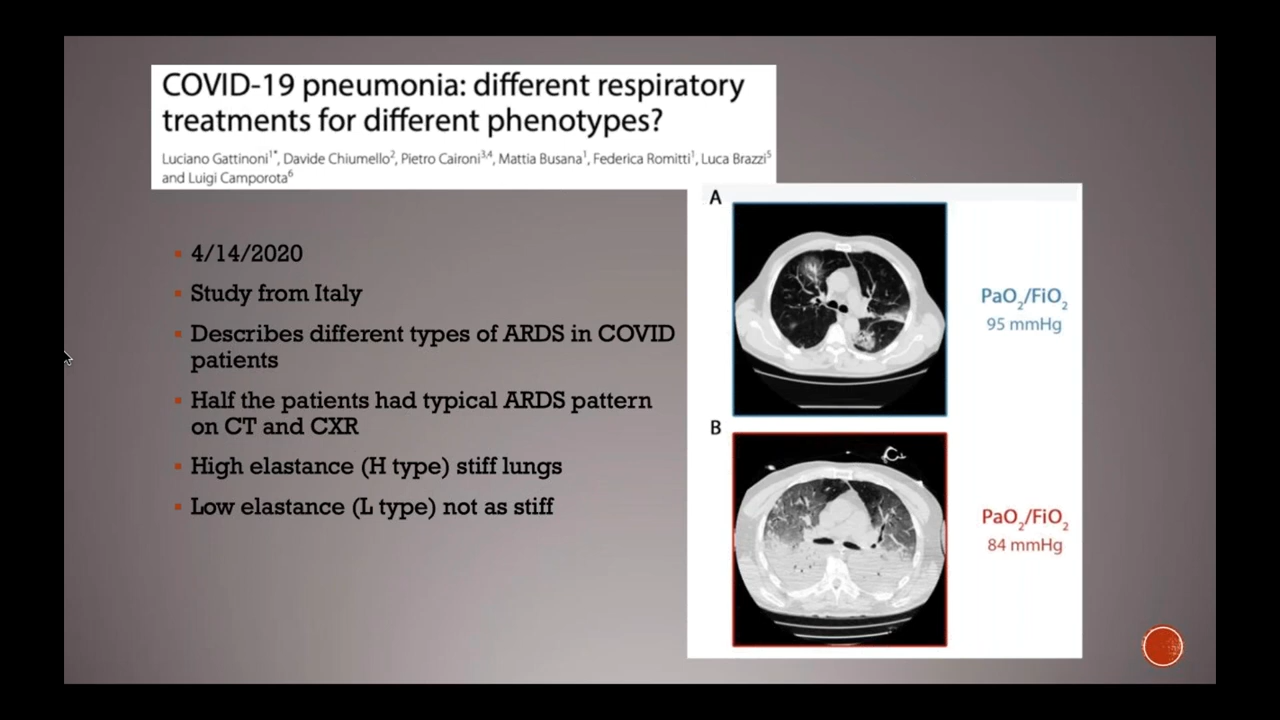 COVID-19 pneumonia: different respiratory
treatments for different phenotypes?
Luciano Gattinoni1*, Davide Chiumello2, Pietro Caironi3,4, Mattia Busana1, Federica Romitti1, Luca Brazzi5
and Luigi Camporota6
4/14/2020
Study from Italy
Describes different types of ARDS in COVID
patients
Half the patients had typical ARDS pattern
on CT and CXR
High elastance (H type) stiff lungs
Low elastance (L type) not as stiff
A
PaO2/FiO2
95 mmHg
B
PaO2/FiO2
84 mmHg